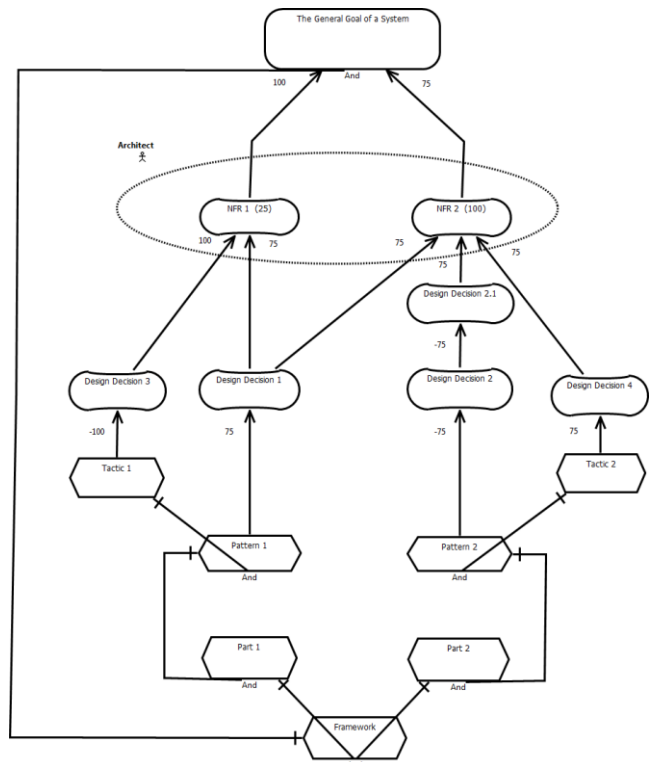 The General Goal of a System
And
100
75
Architect
NFR 1 (25)
NFR 2 (100)
100
75
75
75
75
Design Decision 2.1
-75
Design Decision 3
Design Decision 1
Design Decision 2
Design Decision 4
-100
75
-75
75
Tactic 1
Tactic 2
Pattern 1
Pattern 2
And
And
Part 1
Part 2
And
And
Framework